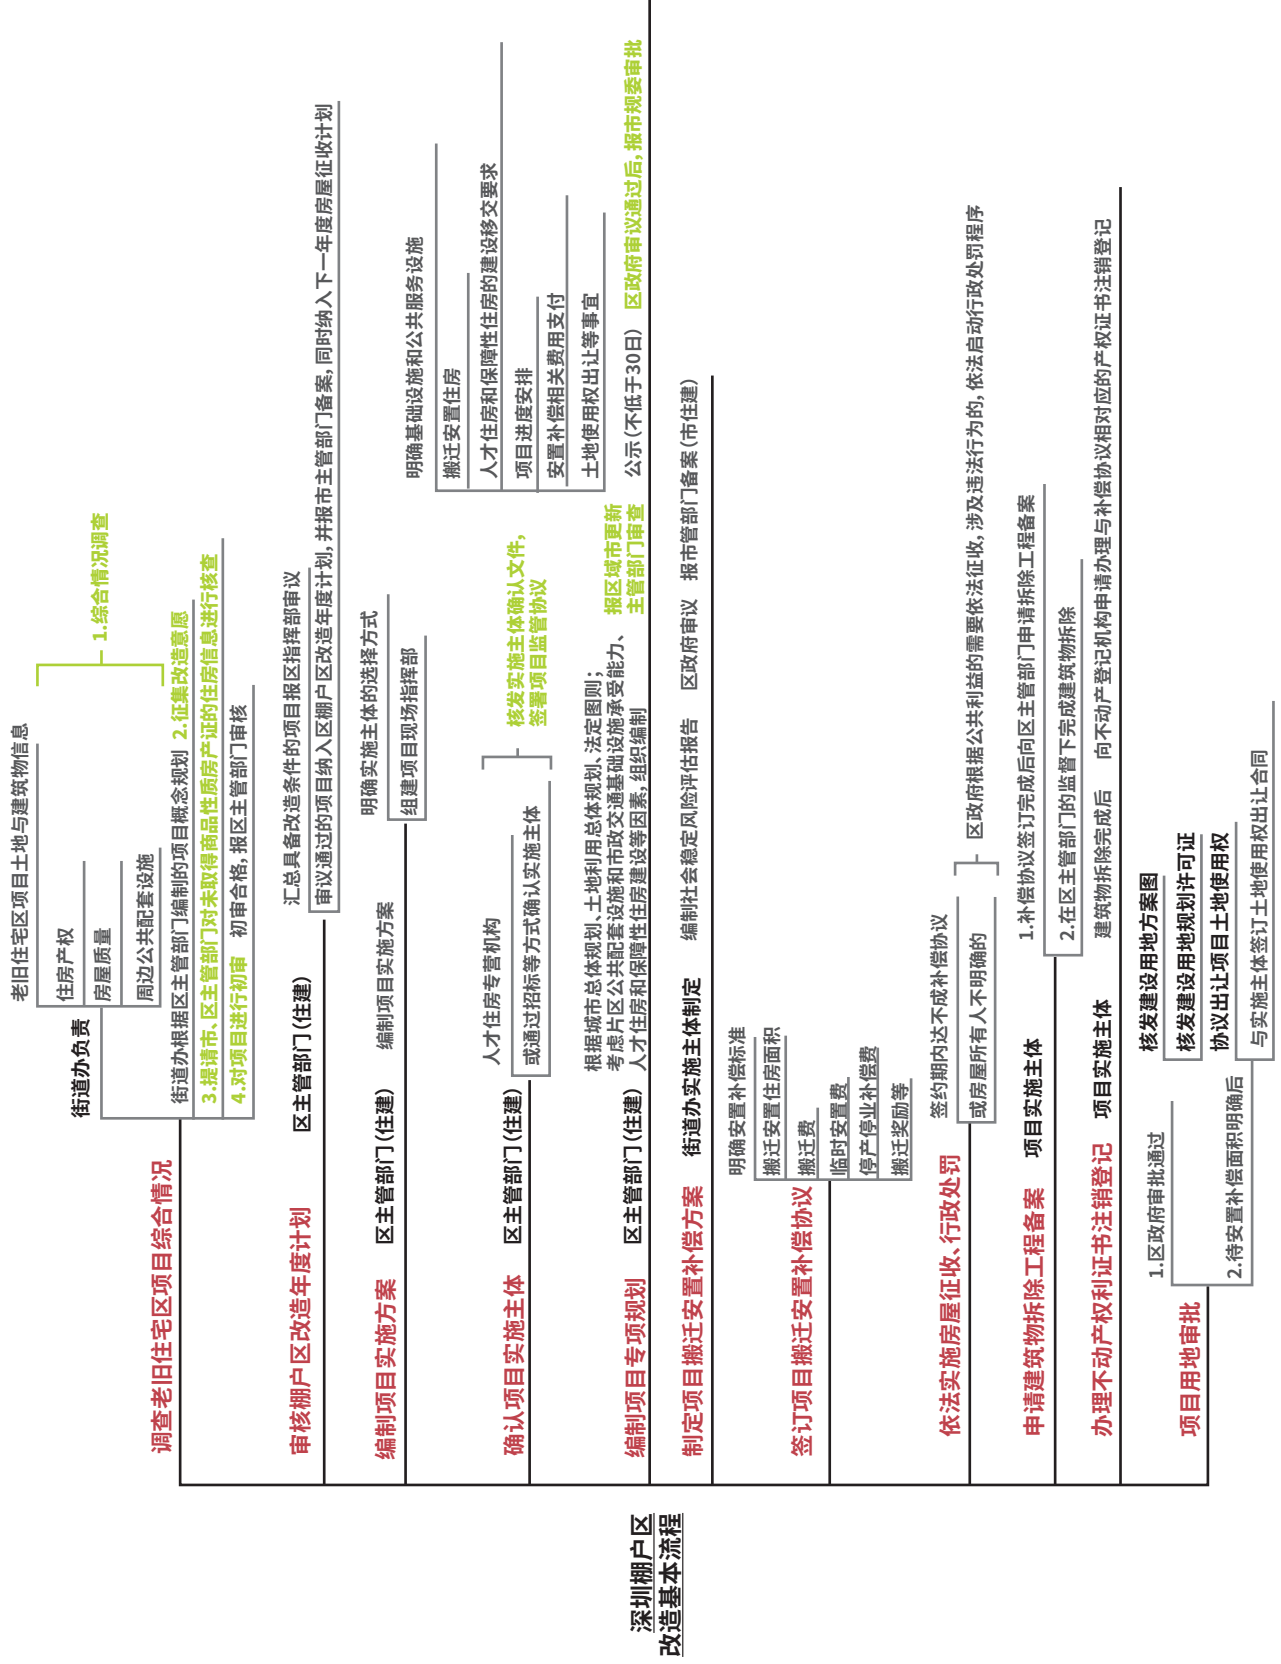 深圳棚户区
改造基本流程
调查老旧住宅区项目综合情况
街道办负责
老旧住宅区项目土地与建筑物信息
住房产权
房屋质量
周边公共配套设施
1.综合情况调查
街道办根据区主管部门编制的项目概念规划 2.征集改造意愿
3.提请市、区主管部门对未取得商品性质房产证的住房信息进行核查
4.对项目进行初审 初审合格,报区主管部门审核
审核棚户区改造年度计划
区主管部门(住建)
汇总具备改造条件的项目报区指挥部审议
审议通过的项目纳入区棚户区改造年度计划,并报市主管部门备案,同时纳入下一年度房屋征收计划
编制项目实施方案
区主管部门(住建)
编制项目实施方案
明确实施主体的选择方式
组建项目现场指挥部
明确基础设施和公共服务设施
搬迁安置住房
人才住房和保障性住房的建设移交要求
项目进度安排
安置补偿相关费用支付
土地使用权出让等事宜
确认项目实施主体
区主管部门(住建)
人才住房专营机构
或通过招标等方式确认实施主体
核发实施主体确认文件,
签署项目监管协议
编制项目专项规划
区主管部门(住建)
根据城市总体规划、土地利用总体规划、法定图则;
考虑片区公共配套设施和市政交通基础设施承受能力、
人才住房和保障性住房建设等因素,组织编制
报区城市更新
主管部门审查
公示(不低于30日) 区政府审议通过后,报市规委审批
制定项目搬迁安置补偿方案
街道办实施主体制定
编制社会稳定风险评估报告 区政府审议 报市管部门备案(市住建)
签订项目搬迁安置补偿协议
明确安置补偿标准
搬迁安置住房面积
搬迁费
临时安置费
停产停业补偿费
搬迁奖励等
依法实施房屋征收、行政处罚
签约期内达不成补偿协议
或房屋所有人不明确的
区政府根据公共利益的需要依法征收,涉及违法行为的,依法启动行政处罚程序
申请建筑物拆除工程备案
项目实施主体
1.补偿协议签订完成后向区主管部门申请拆除工程备案
2.在区主管部门的监督下完成建筑物拆除
办理不动产权利证书注销登记
项目实施主体
建筑物拆除完成后 向不动产登记机构申请办理与补偿协议相对应的产权证书注销登记
项目用地审批
1.区政府审批通过
核发建设用地方案图
核发建设用地规划许可证
2.待安置补偿面积明确后
协议出让项目土地使用权
与实施主体签订土地使用权出让合同